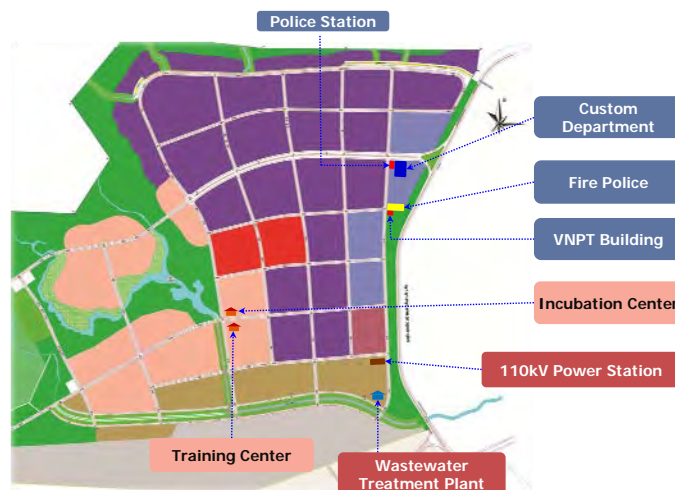 Police Station
Custom
Department
Fire Police
VNPT Building
Incubation Center
110kV Power Station
Training Center
Wastewater
Treatment Plant